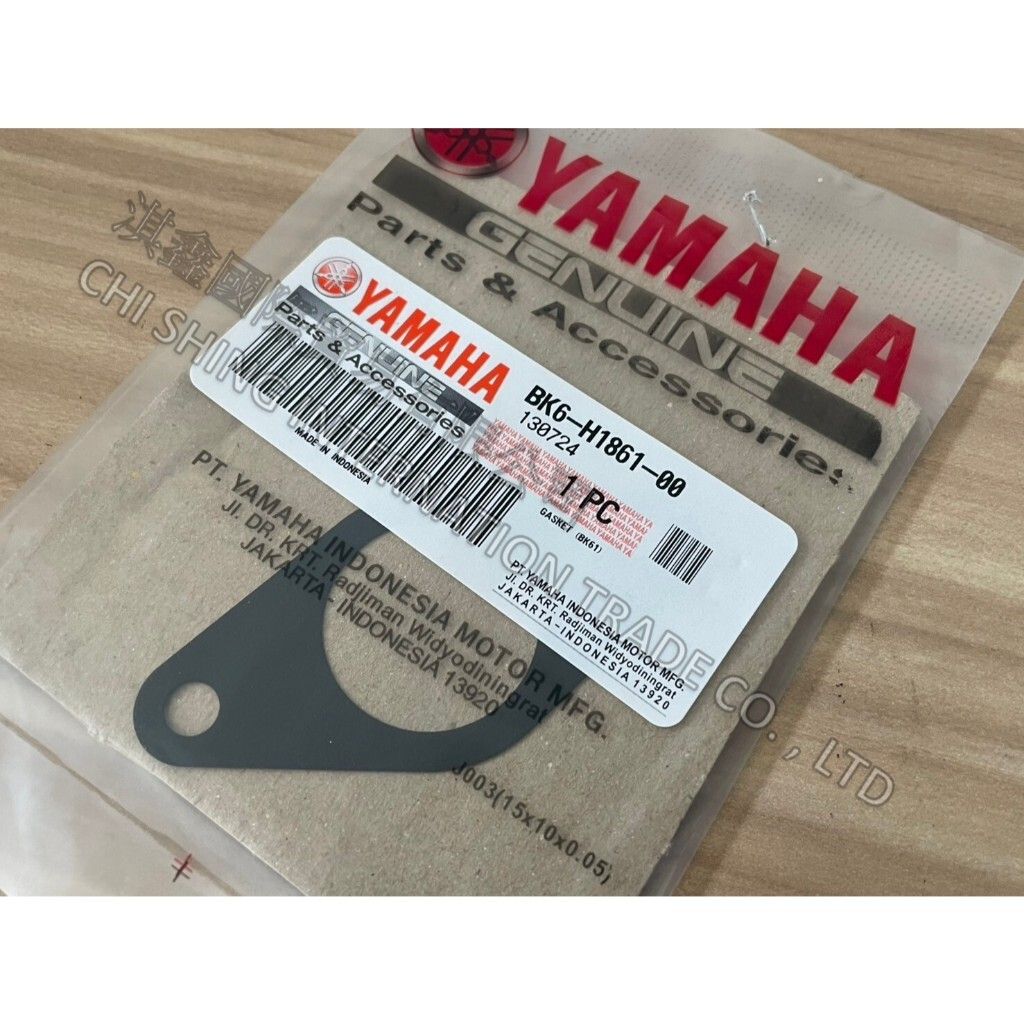 YAMAHA
GENUINE
Parts & Accessories
YAMAHA
GENUINE
Parts & Accessories
MADE IN INDONESIA
BK6-H1861-00
130724
1 PC
GASKET (BK61)
PT. YAMAHA INDONESIA MOTOR MFG.
Jl. DR. KRT. Radjiman Widyodiningrat
JAKARTA-INDONESIA 13920
PT. YAMAHA INDONESIA MOTOR MFG.
Jl. DR. KRT. Radjiman Widyodiningrat
JAKARTA - INDONESIA 13920
J003(15x10x0.05)
淇鑫國際
CHI SHING INTERNATION TRADE CO., LTD